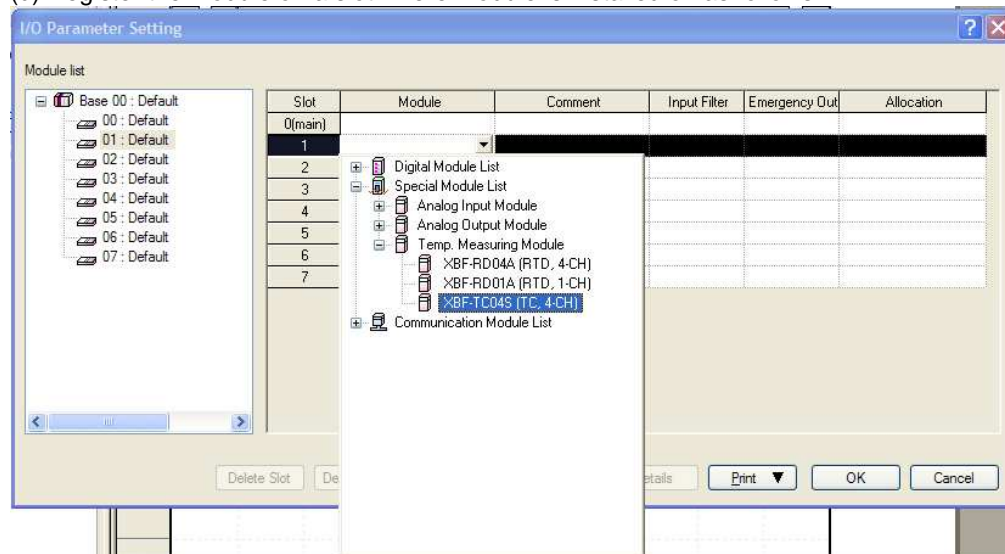 I/O Parameter Setting
Module list
Base 00 : Default
00 : Default
01 : Default
02 : Default
03 : Default
04 : Default
05 : Default
06 : Default
07 : Default
Slot Module Comment Input Filter Emergency Out Allocation
0(main)
1
2
3
4
5
6
7
Digital Module List
Special Module List
Analog Input Module
Analog Output Module
Temp. Measuring Module
XBF-RD04A (RTD, 4-CH)
XBF-RD01A (RTD, 1-CH)
XBF-TC04S (TC, 4-CH)
Communication Module List
Delete Slot De etails Print OK Cancel